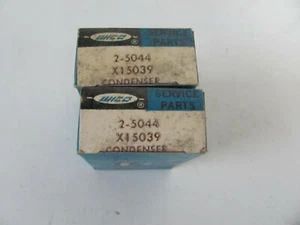 WICO
SERVICE
PARTS
2-5044
X15039
CONDENSER
WICO
SERVICE
PARTS
2-5044
X15039
CONDENSER